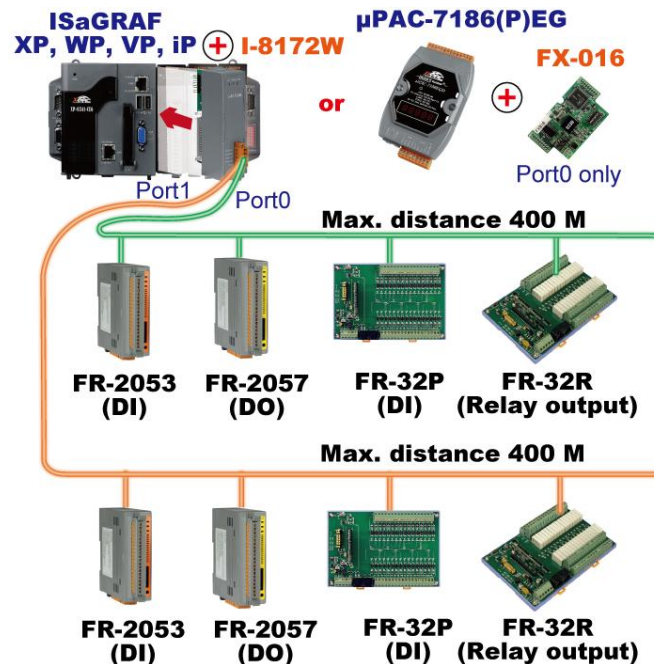 ISaGRAF
XP, WP, VP, iP + I-8172W
µPAC-7186(P)EG
or
+
FX-016
Port0 only
Port1
Port0
Max. distance 400 M
FR-2053
(DI)
FR-2057
(DO)
FR-32P
(DI)
FR-32R
(Relay output)
Max. distance 400 M
FR-2053
(DI)
FR-2057
(DO)
FR-32P
(DI)
FR-32R
(Relay output)